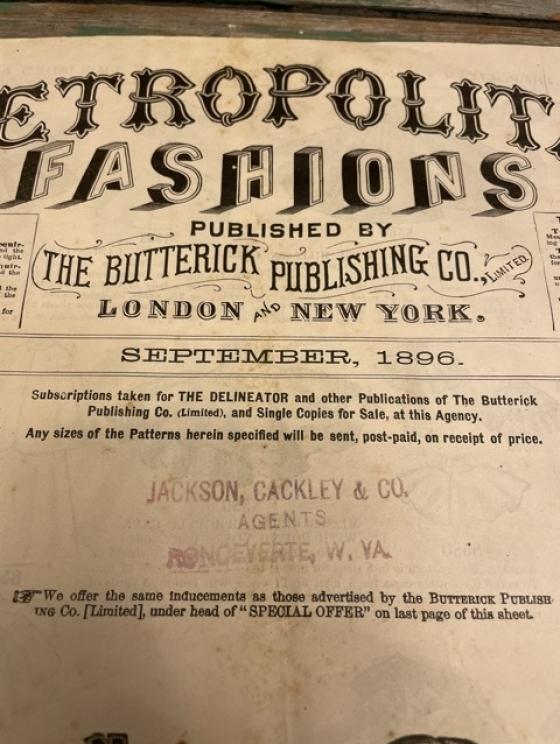 ETROPOLIT
FASHIONS
PUBLISHED BY
THE BUTTERICK PUBLISHING CO., LIMITED.
LONDON AND NEW YORK.
SEPTEMBER, 1896.
Subscriptions taken for THE DELINEATOR and other Publications of The Butterick
Publishing Co. (Limited), and Single Copies for Sale, at this Agency.
Any sizes of the Patterns herein specified will be sent, post-paid, on receipt of price.
JACKSON, CACKLEY & CO.
AGENTS
RONCEVERTE, W. VA.
We offer the same inducements as those advertised by the BUTTERICK PUBLISH-
ING Co. [Limited], under head of "SPECIAL OFFER" on last page of this sheet.